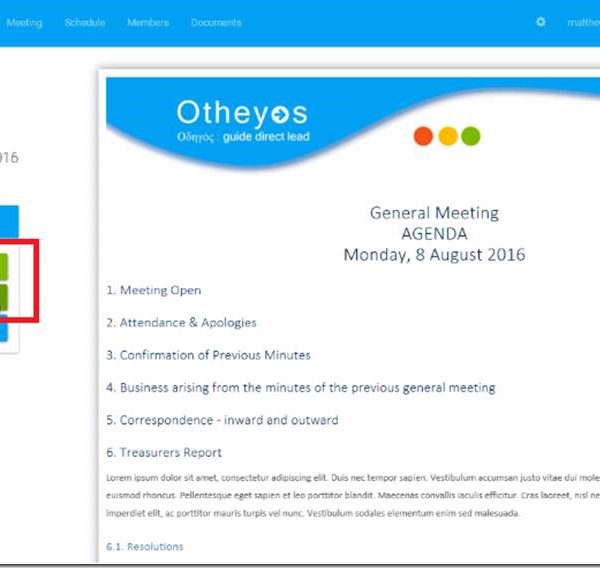 Meeting Schedule Members Documents matthe
016
Otheyos
Οδηγός : guide direct lead
General Meeting
AGENDA
Monday, 8 August 2016
1. Meeting Open
2. Attendance & Apologies
3. Confirmation of Previous Minutes
4. Business arising from the minutes of the previous general meeting
5. Correspondence - inward and outward
6. Treasurers Report
Lorem ipsum dolor sit amet, consectetur adipiscing elit. Duis nec tempor sapien. Vestibulum accumsan justo vitae dui mole
euismod rhoncus. Pellentesque eget sapien et leo porttitor blandit. Maecenas convallis iaculis efficitur. Cras laoreet, nisl ne
imperdiet elit, ac porttitor mauris turpis vel nunc. Vestibulum sodales elementum enim sed malesuada.
6.1. Resolutions